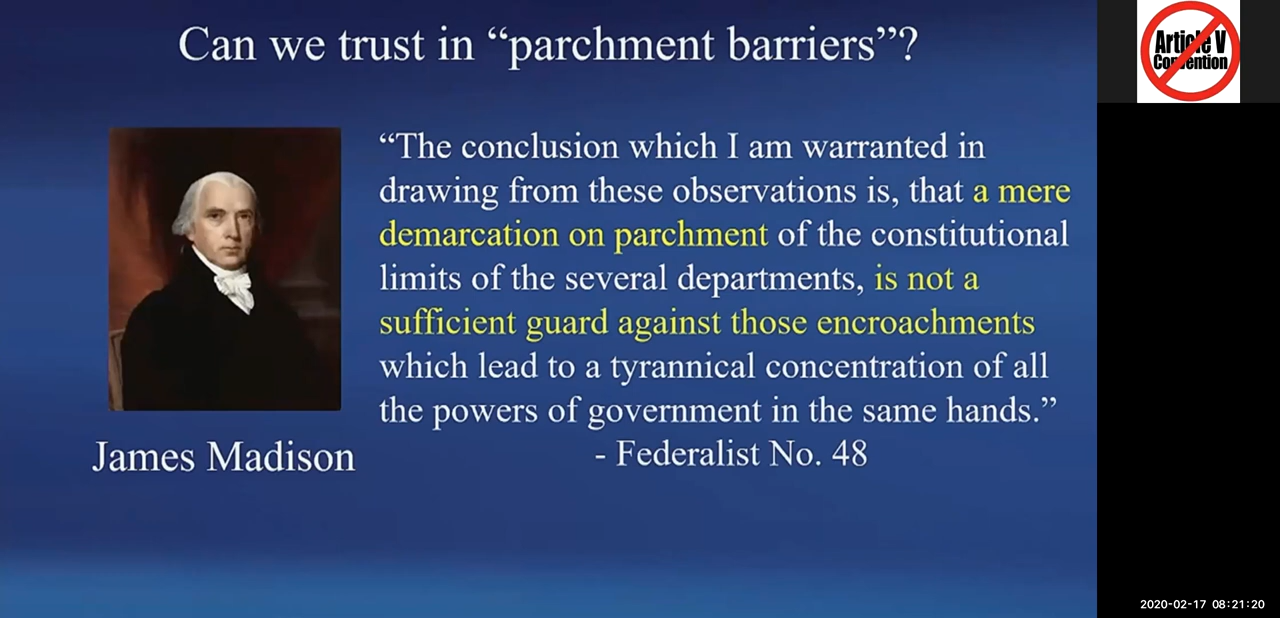 Can we trust in “parchment barriers”?
“The conclusion which I am warranted in
drawing from these observations is, that a mere
demarcation on parchment of the constitutional
limits of the several departments, is not a
sufficient guard against those encroachments
which lead to a tyrannical concentration of all
the powers of government in the same hands.”
- Federalist No. 48
James Madison
Article V
Convention
2020-02-17 08:21:20